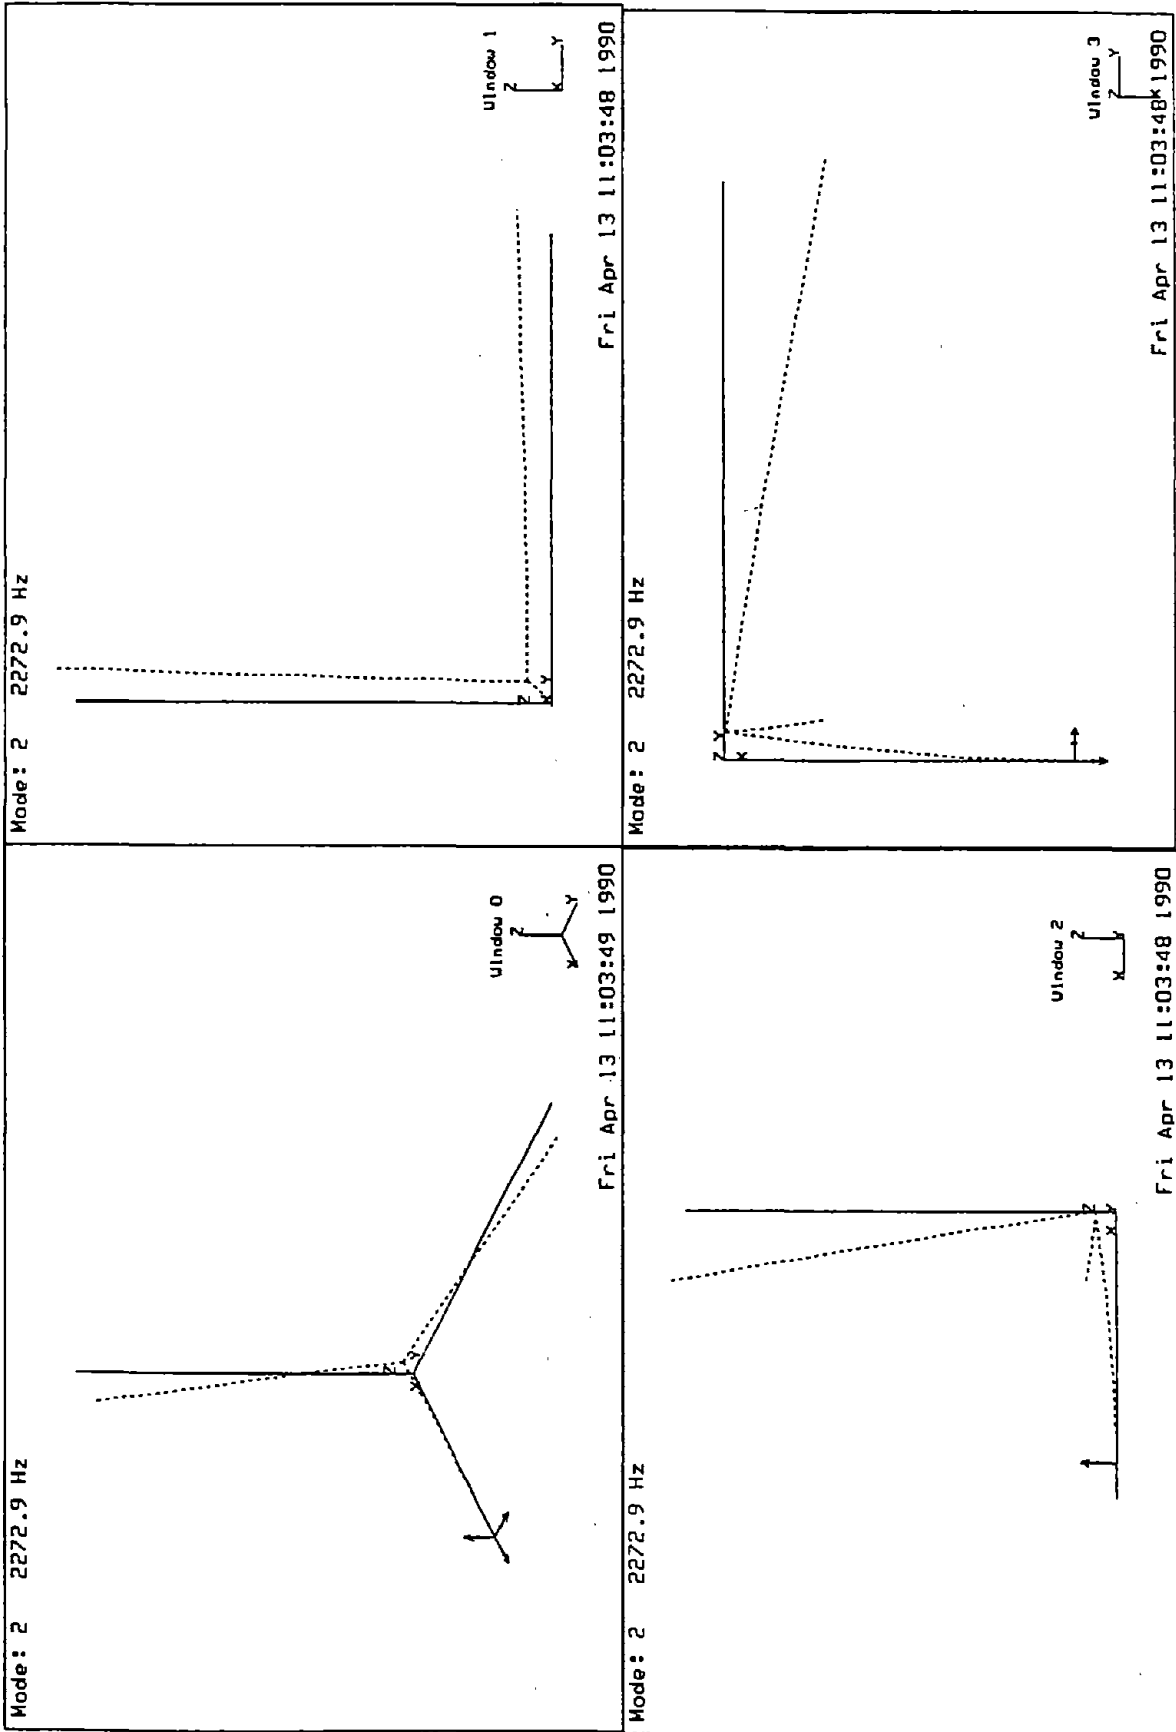 Mode: 2 2272.9 Hz
Z
X Y
Window 0
Z
X Y
Fri Apr 13 11:03:49 1990
Mode: 2 2272.9 Hz
Z
X Y
Window 1
Z
X Y
Fri Apr 13 11:03:48 1990
Mode: 2 2272.9 Hz
Z
X Y
Window 2
Z
X Y
Fri Apr 13 11:03:48 1990
Mode: 2 2272.9 Hz
Z Y
X
Window 3
Z Y
X
Fri Apr 13 11:03:48 1990